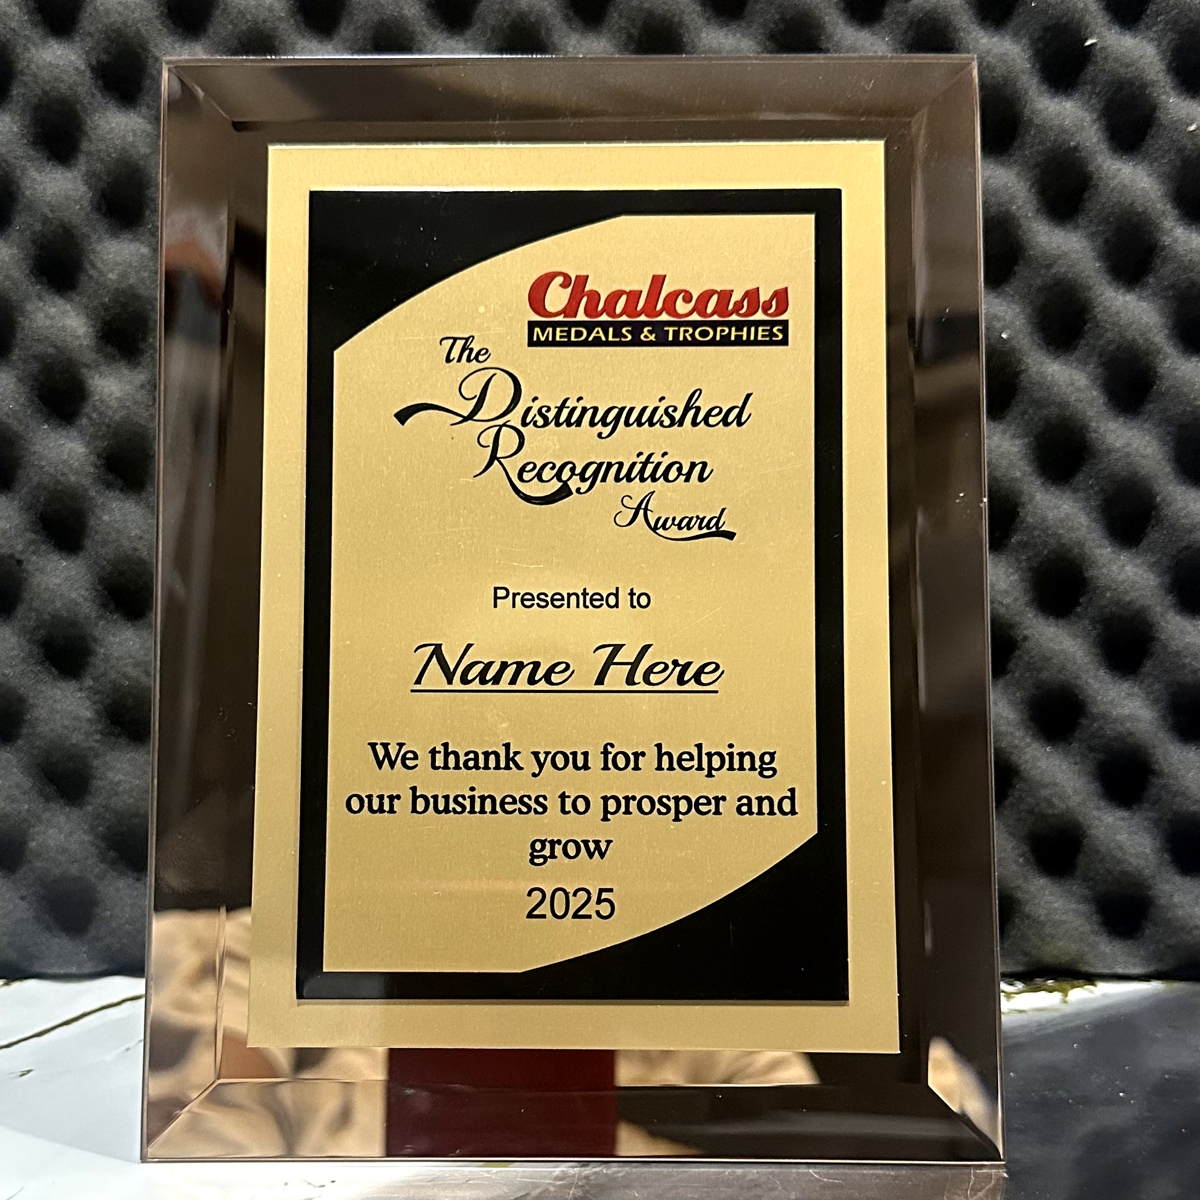 Chalcass
MEDALS & TROPHIES
The
Distinguished
Recognition
Award
Presented to
Name Here
We thank you for helping
our business to prosper and
grow
2025